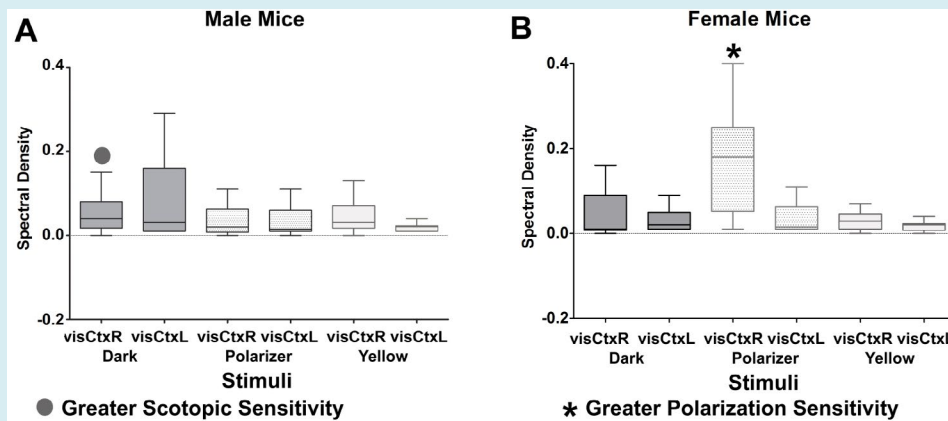 A
Male Mice
Spectral Density
0.4
0.2
0.0
-0.2
visCtxR visCtxL visCtxR visCtxL visCtxR visCtxL
Dark Polarizer Yellow
Stimuli
Greater Scotopic Sensitivity
B
Female Mice
*
Spectral Density
0.4
0.2
0.0
-0.2
visCtxR visCtxL visCtxR visCtxL visCtxR visCtxL
Dark Polarizer Yellow
Stimuli
* Greater Polarization Sensitivity